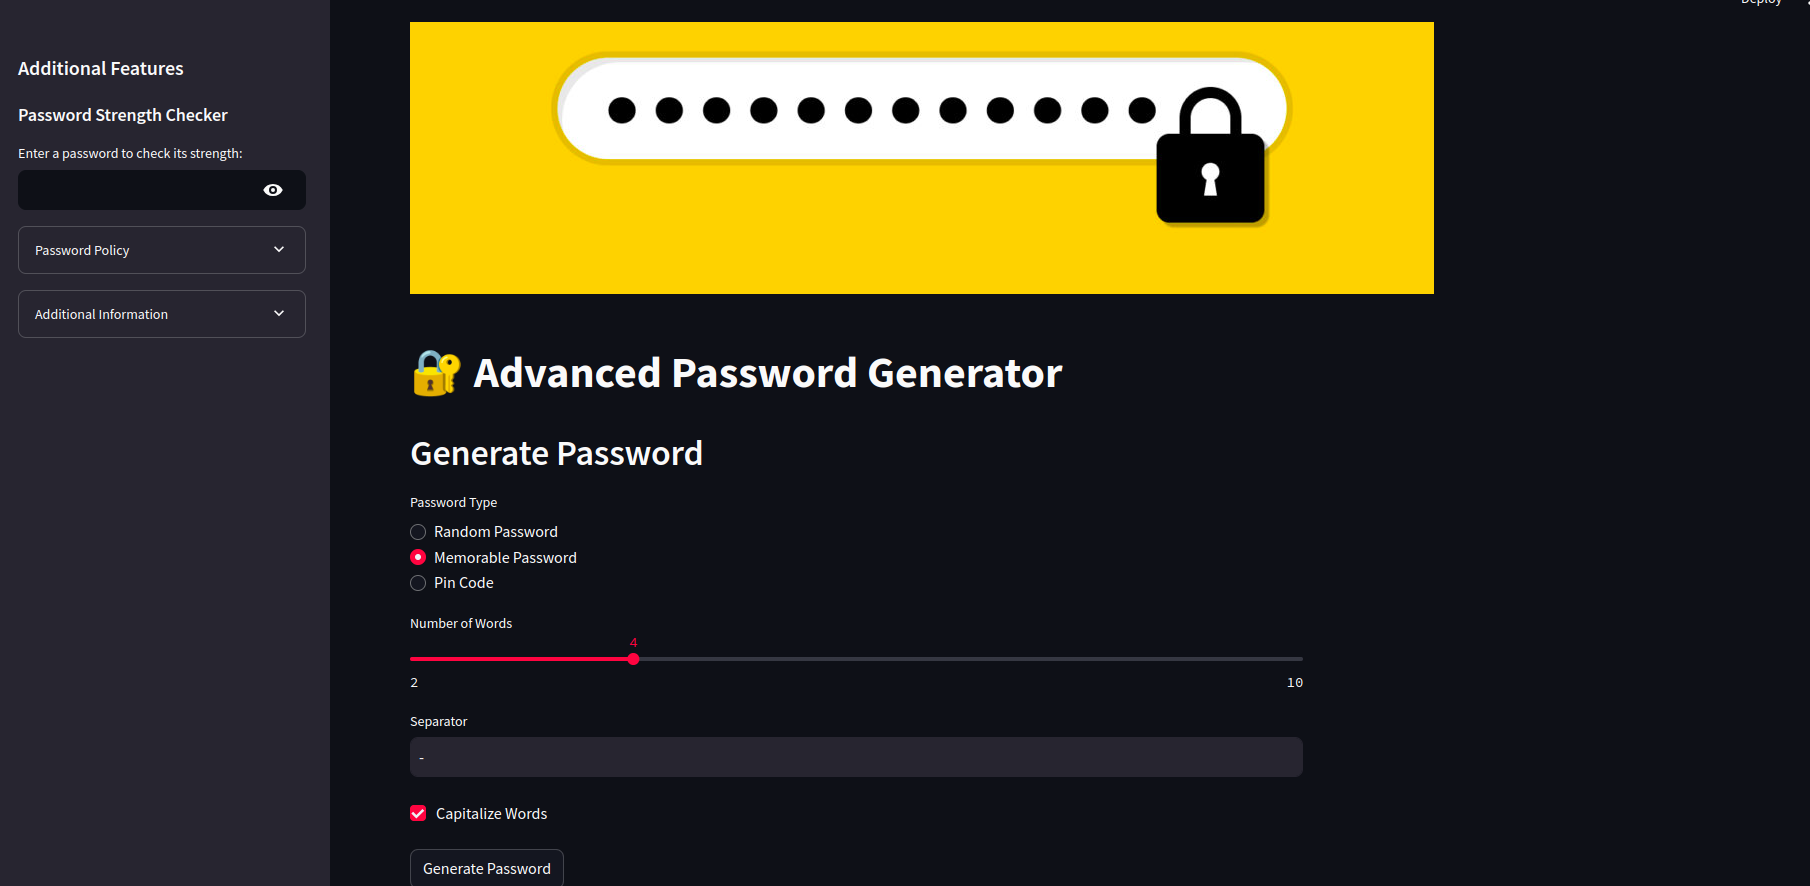 Deploy
Additional Features
Password Strength Checker
Enter a password to check its strength:
Password Policy
Additional Information
Advanced Password Generator
Generate Password
Password Type
Random Password
Memorable Password
Pin Code
Number of Words
4
2 10
Separator
-
Capitalize Words
Generate Password